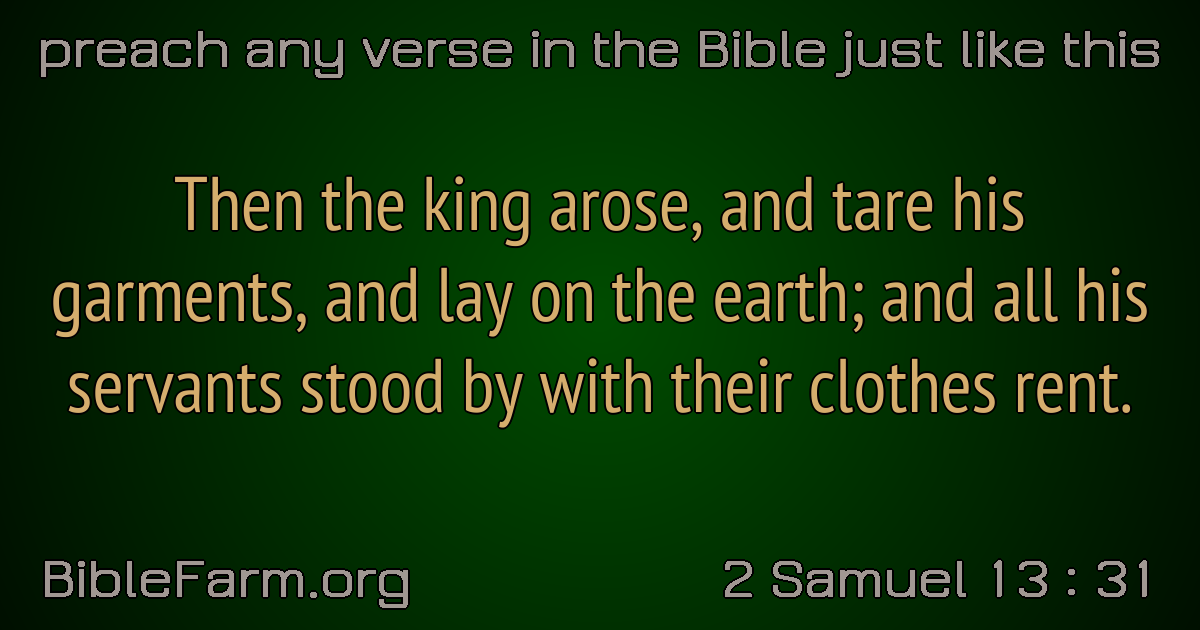 preach any verse in the Bible just like this
Then the king arose, and tare his
garments, and lay on the earth; and all his
servants stood by with their clothes rent.
BibleFarm.org
2 Samuel 13 : 31